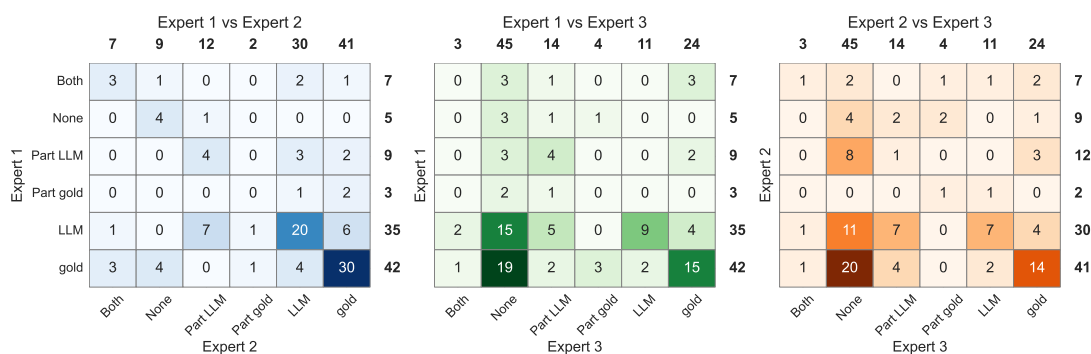 Expert 1 vs Expert 2
7 9 12 2 30 41
Both 3 1 0 0 2 1 7
None 0 4 1 0 0 0 5
Part LLM 0 0 4 0 3 2 9
Part gold 0 0 0 0 1 2 3
LLM 1 0 7 1 20 6 35
gold 3 4 0 1 4 30 42
Expert 1
Both None Part LLM Part gold LLM gold
Expert 2
Expert 1 vs Expert 3
3 45 14 4 11 24
0 3 1 0 0 3 7
0 3 1 1 0 0 5
0 3 4 0 0 2 9
0 2 1 0 0 0 3
2 15 5 0 9 4 35
1 19 2 3 2 15 42
Expert 1
Both None Part LLM Part gold LLM gold
Expert 3
Expert 2 vs Expert 3
3 45 14 4 11 24
1 2 0 1 1 2 7
0 4 2 2 0 1 9
0 8 1 0 0 3 12
0 0 0 1 1 0 2
1 11 7 0 7 4 30
1 20 4 0 2 14 41
Expert 2
Both None Part LLM Part gold LLM gold
Expert 3